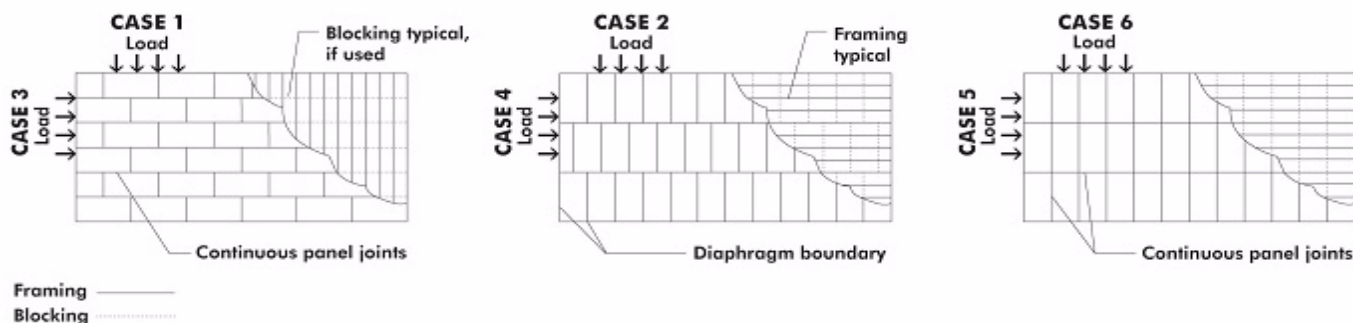 CASE 1
Load
Blocking typical,
if used
CASE 3
Load
Continuous panel joints
CASE 2
Load
Framing
typical
CASE 4
Load
Diaphragm boundary
CASE 6
Load
CASE 5
Load
Continuous panel joints
Framing
Blocking